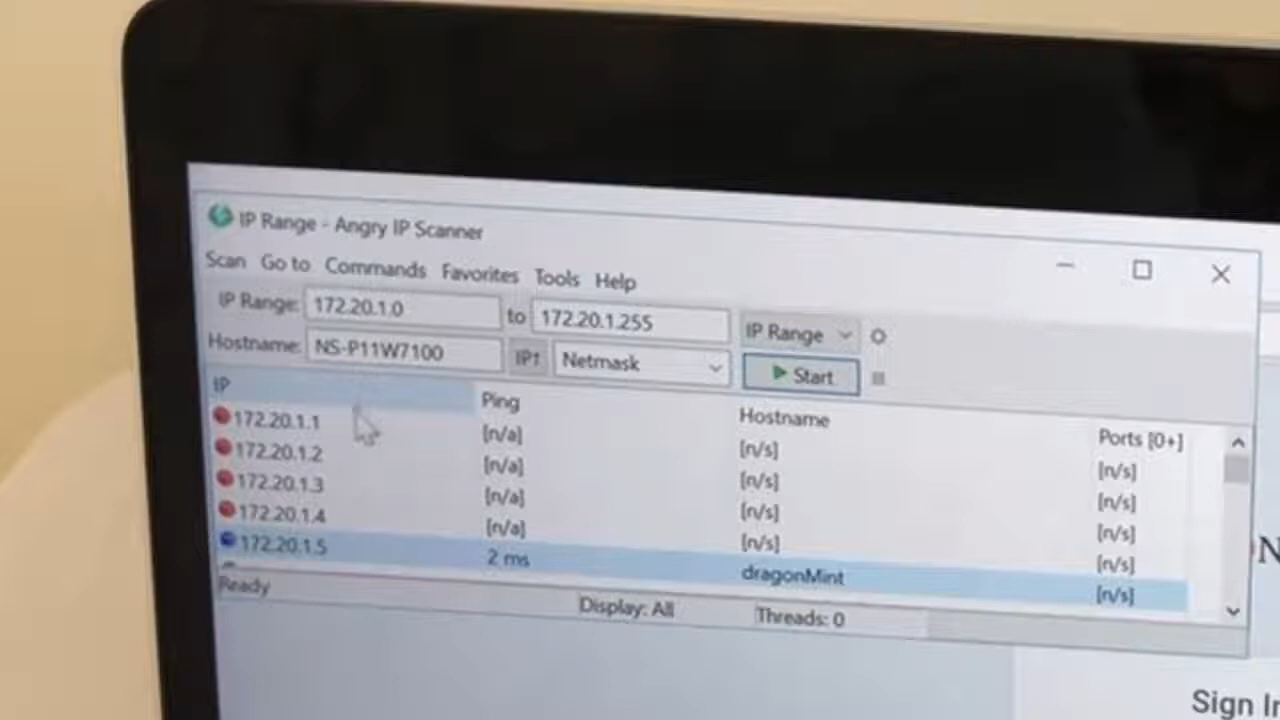 IP Range - Angry IP Scanner
Scan Go to Commands Favorites Tools Help
IP Range: 172.20.1.0 to 172.20.1.255 IP Range
Hostname: NS-P11W7100 IP↑ Netmask Start
IP Ping Hostname Ports [0+]
172.20.1.1 [n/a] [n/s] [n/s]
172.20.1.2 [n/a] [n/s] [n/s]
172.20.1.3 [n/a] [n/s] [n/s]
172.20.1.4 [n/a] [n/s] [n/s]
172.20.1.5 2 ms dragonMint [n/s]
Ready Display: All Threads: 0
Sign